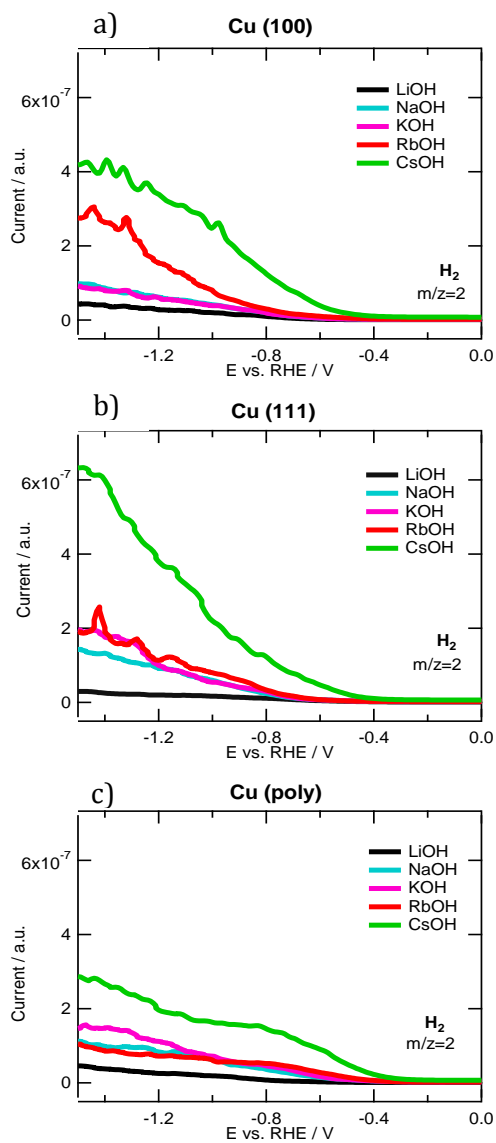 a)
Cu (100)
6x10-7
4
2
0
Current / a.u.
LiOH
NaOH
KOH
RbOH
CsOH
H2
m/z=2
-1.2
-0.8
-0.4
0.0
E vs. RHE / V
b)
Cu (111)
6x10-7
4
2
0
Current / a.u.
LiOH
NaOH
KOH
RbOH
CsOH
H2
m/z=2
-1.2
-0.8
-0.4
0.0
E vs. RHE / V
c)
Cu (poly)
6x10-7
4
2
0
Current / a.u.
LiOH
NaOH
KOH
RbOH
CsOH
H2
m/z=2
-1.2
-0.8
-0.4
0.0
E vs. RHE / V